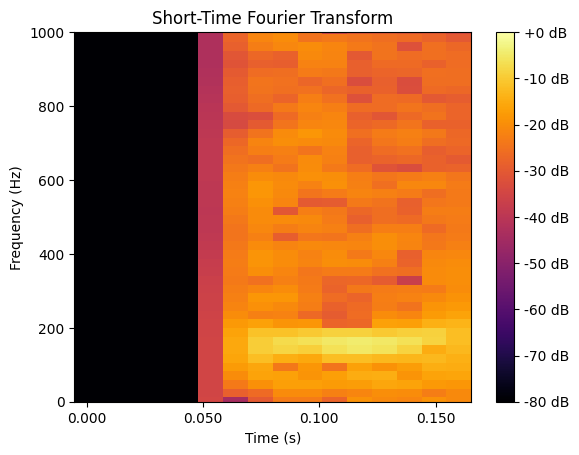 Short-Time Fourier Transform
Frequency (Hz)
1000
800
600
400
200
0
0.000
0.050
0.100
0.150
Time (s)
+0 dB
-10 dB
-20 dB
-30 dB
-40 dB
-50 dB
-60 dB
-70 dB
-80 dB